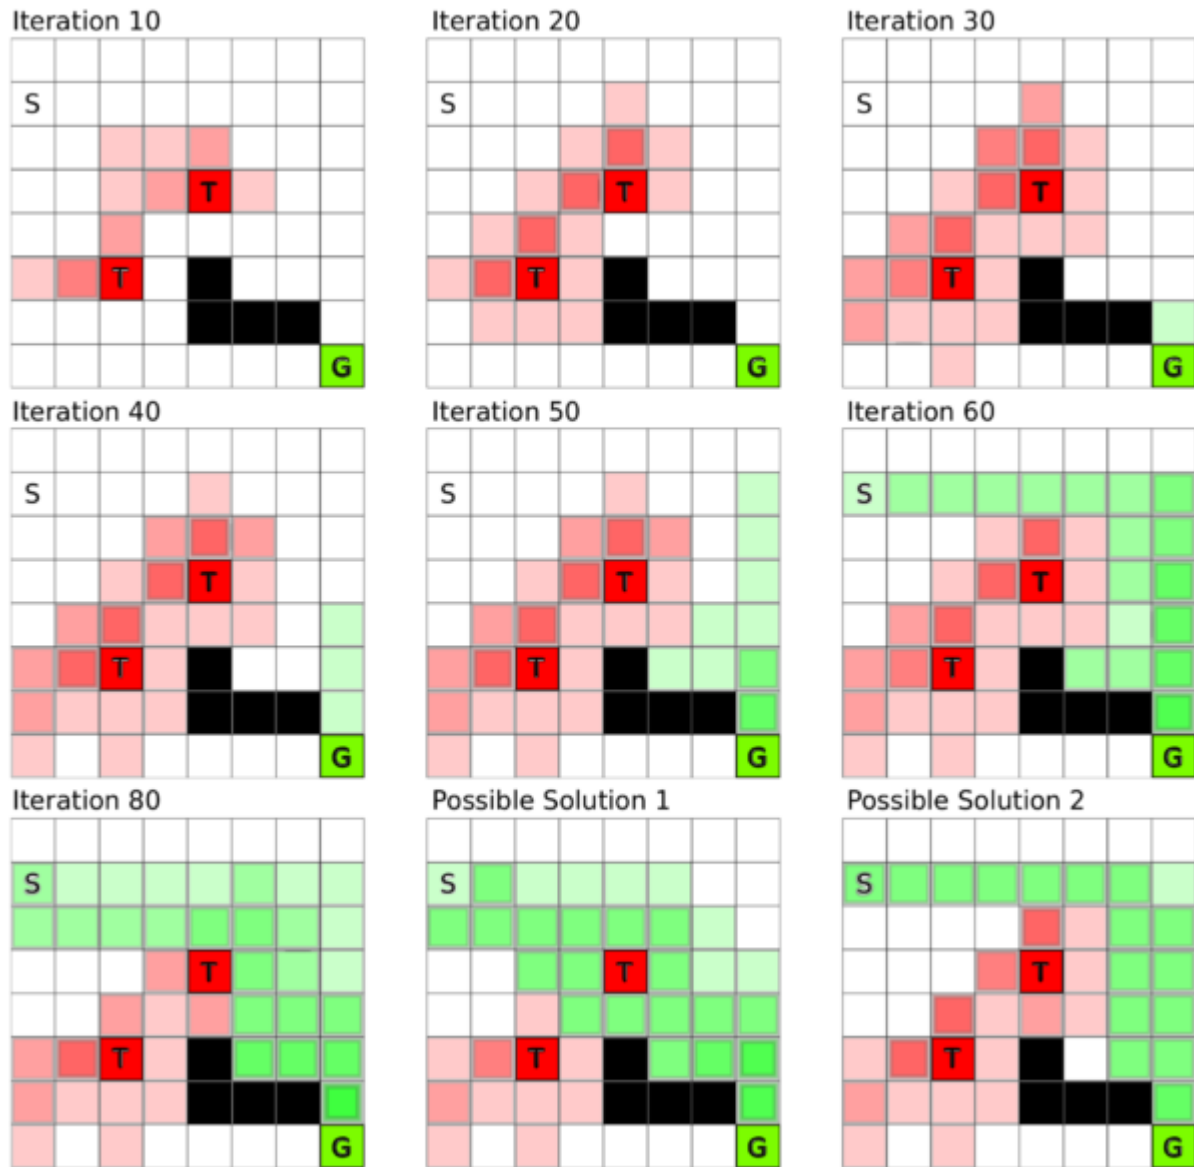 Iteration 10 Iteration 20 Iteration 30
S S S
T T T
T T T
G G G
Iteration 40 Iteration 50 Iteration 60
S S S
T T T
T T T
G G G
Iteration 80 Possible Solution 1 Possible Solution 2
S S S
T T T
T T T
G G G